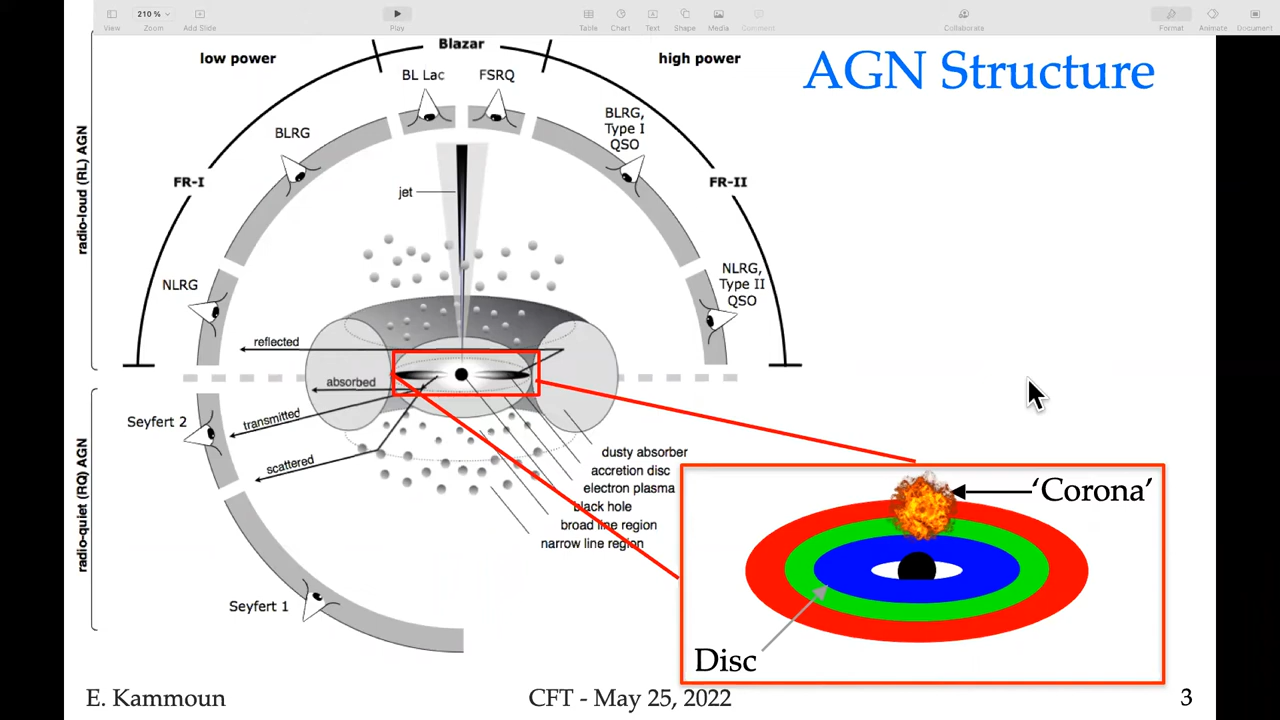 210 %
View
Zoom
Add Slide
Play
Table
Chart
Text
Shape
Media
Comment
Collaborate
Format
Animate
Document
AGN Structure
low power
Blazar
high power
BL Lac
FSRQ
BLRG
BLRG,
Type I
QSO
FR-I
FR-II
jet
NLRG
NLRG,
Type II
QSO
radio-loud (RL) AGN
reflected
absorbed
transmitted
scattered
Seyfert 2
Seyfert 1
radio-quiet (RQ) AGN
dusty absorber
accretion disc
electron plasma
black hole
broad line region
narrow line region
'Corona'
Disc
E. Kammoun
CFT - May 25, 2022
3